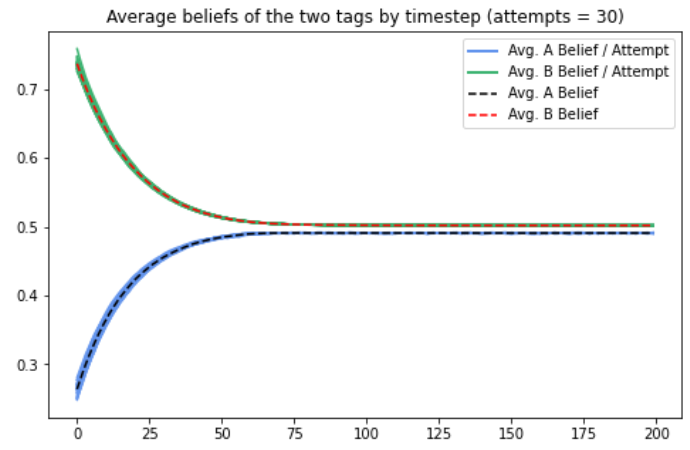 Average beliefs of the two tags by timestep (attempts = 30)
Avg. A Belief / Attempt
Avg. B Belief / Attempt
Avg. A Belief
Avg. B Belief
0.7
0.6
0.5
0.4
0.3
0 25 50 75 100 125 150 175 200